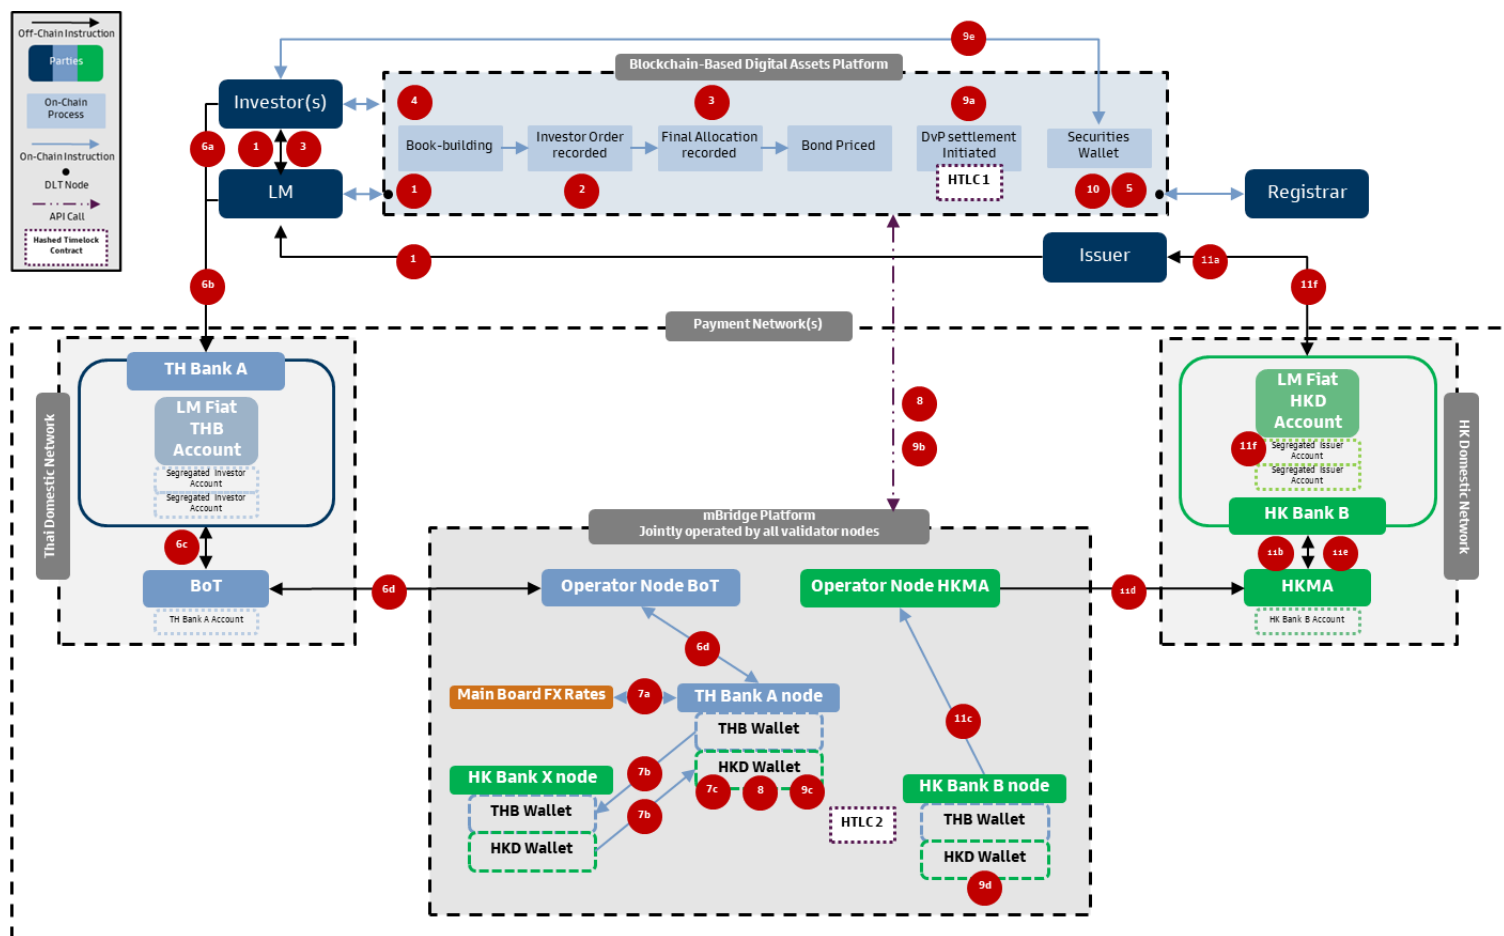 Off-Chain Instruction
Parties
On-Chain
Process
On-Chain Instruction
DLT Node
API Call
Hashed Timelock
Contract
9e
Blockchain-Based Digital Assets Platform
Investor(s)
4
3
9a
6a
1
3
Book-building
Investor Order
recorded
Final Allocation
recorded
Bond Priced
DvP settlement
Initiated
Securities
Wallet
HTLC 1
LM
1
2
10
5
Registrar
1
Issuer
11a
6b
11f
Payment Network(s)
Thai Domestic Network
TH Bank A
LM Fiat
THB
Account
Segregated Investor
Account
Segregated Investor
Account
6c
BoT
TH Bank A Account
8
9b
HK Domestic Network
LM Fiat
HKD
Account
11f
Segregated Issuer
Account
Segregated Issuer
Account
HK Bank B
11b
11e
HKMA
HK Bank B Account
mBridge Platform
Jointly operated by all validator nodes
6d
Operator Node BoT
Operator Node HKMA
11d
6d
Main Board FX Rates
7a
TH Bank A node
THB Wallet
HKD Wallet
7c
8
9c
11c
7b
7b
HK Bank X node
THB Wallet
HKD Wallet
HTLC 2
HK Bank B node
THB Wallet
HKD Wallet
9d